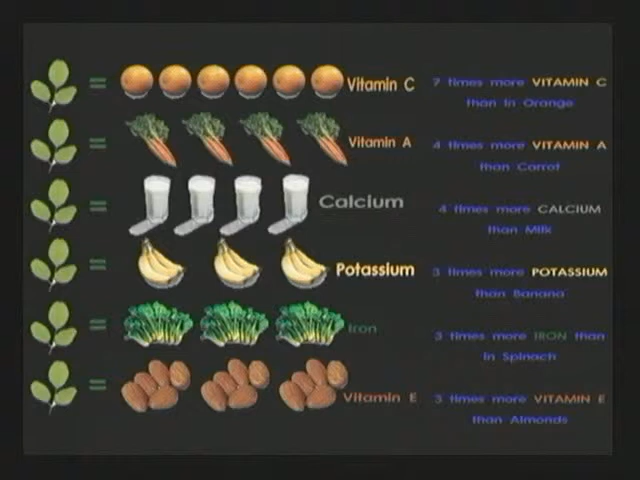 = Vitamin C 7 times more VITAMIN C
than in Orange
= Vitamin A 4 times more VITAMIN A
than Carrot
= Calcium 4 times more CALCIUM
than Milk
= Potassium 3 times more POTASSIUM
than Banana
= Iron 3 times more IRON than
in Spinach
= Vitamin E 3 times more VITAMIN E
than Almonds